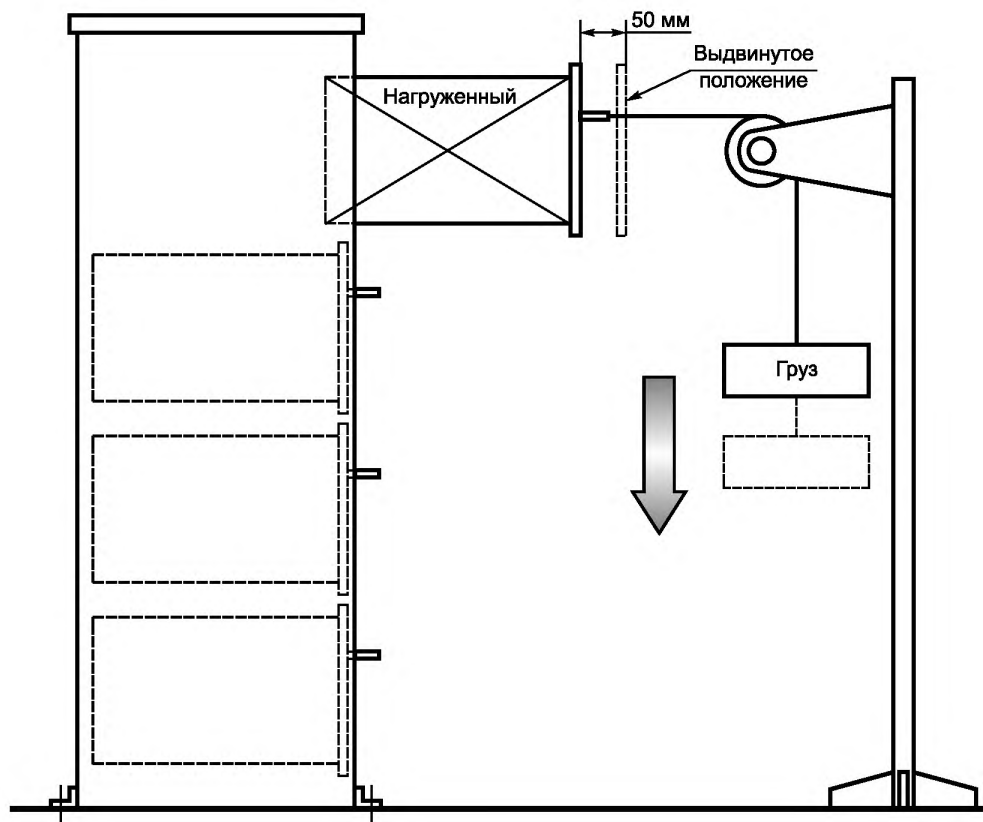 50 мм
Выдвинутое
положение
Нагруженный
Груз